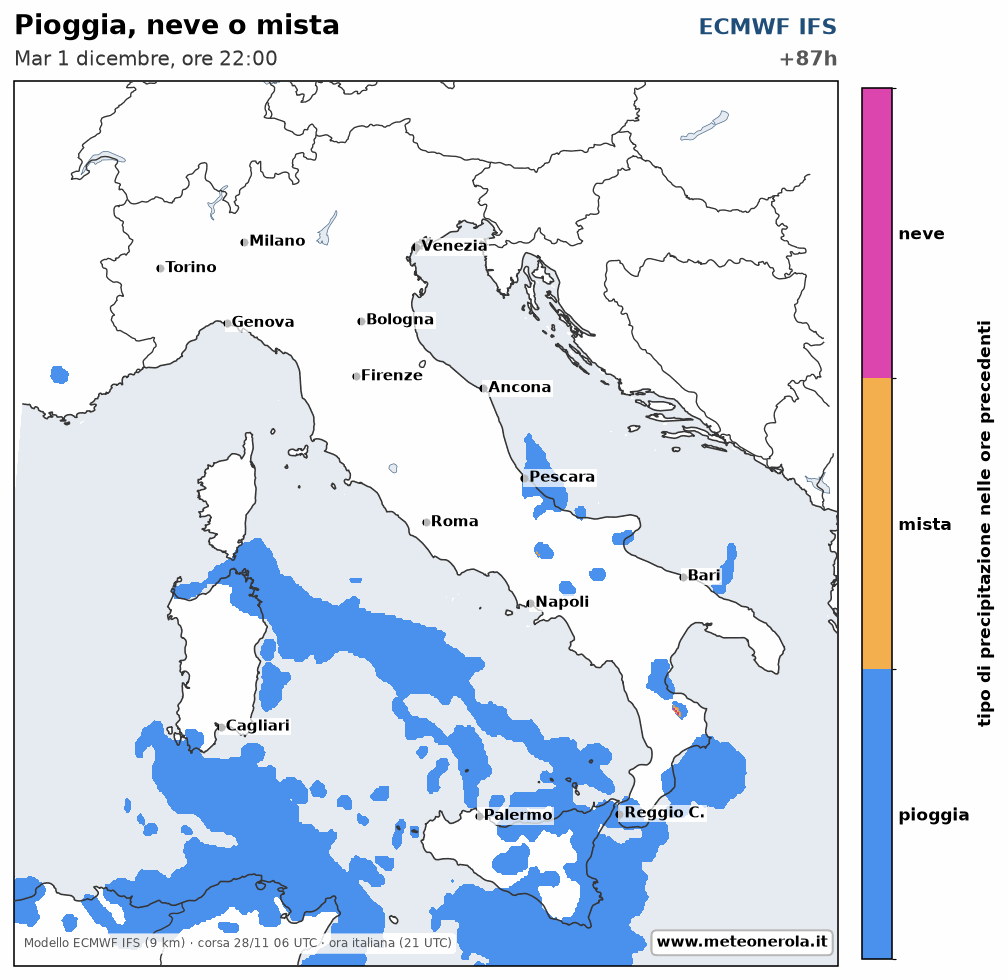 Pioggia, neve o mista
ECMWF IFS
Mar 1 dicembre, ore 22:00
+87h
neve
Milano
Venezia
Torino
Genova
Bologna
Firenze
Ancona
Pescara
Roma
mista
Bari
Napoli
Cagliari
Palermo
Reggio C.
pioggia
tipo di precipitazione nelle ore precedenti
Modello ECMWF IFS (9 km) · corsa 28/11 06 UTC · ora italiana (21 UTC)
www.meteonerola.it